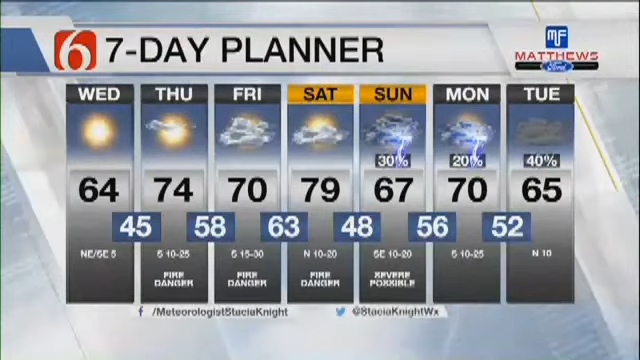 6 7-DAY PLANNER
MF
MATTHEWS
Ford
WED THU FRI SAT SUN MON TUE
30% 20% 40%
64 74 70 79 67 70 65
45 58 63 48 56 52
NE/SE 5 S 10-25 S 15-30 N 10-20 SE 10-20 S 10-25 N 10
FIRE DANGER FIRE DANGER FIRE DANGER SEVERE POSSIBLE
f /MeteorologistStaciaKnight @StaciaKnightWx